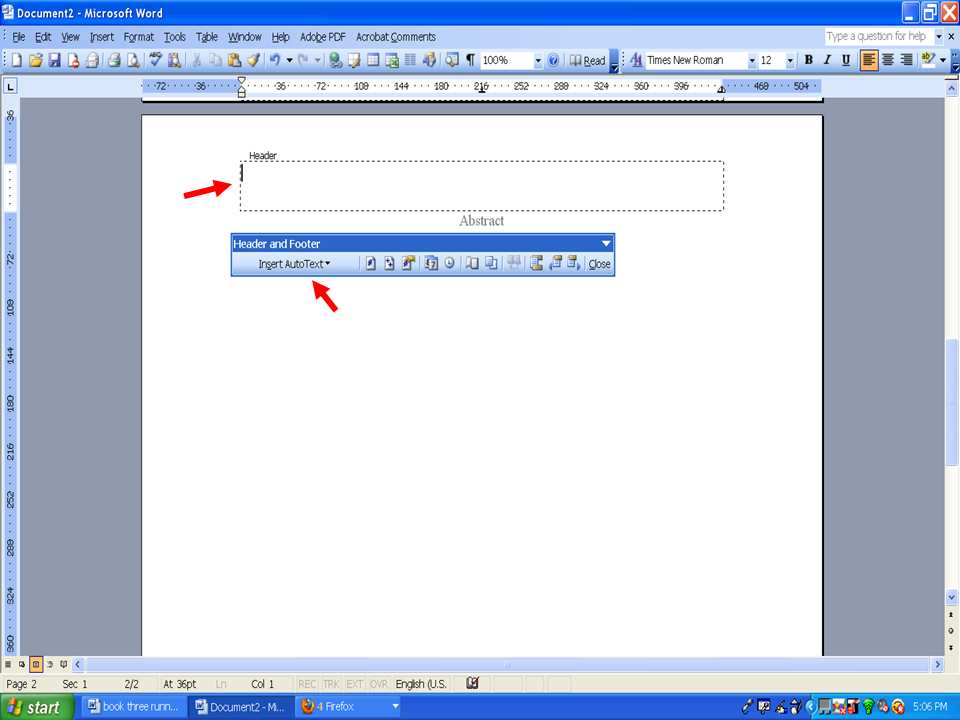 Document2 - Microsoft Word
File Edit View Insert Format Tools Table Window Help Adobe PDF Acrobat Comments
Type a question for help
100% Read Times New Roman 12 B I U
72 36 36 72 108 144 180 216 252 288 324 360 396 468 504
36
72
108
144
180
216
252
288
324
360
Header
Abstract
Header and Footer
Insert AutoText Close
Page 2 Sec 1 2/2 At 36pt Ln Col 1 REC TRK EXT OVR English (U.S.
start book three runn... Document2 - Mi... 4 Firefox 5:06 PM